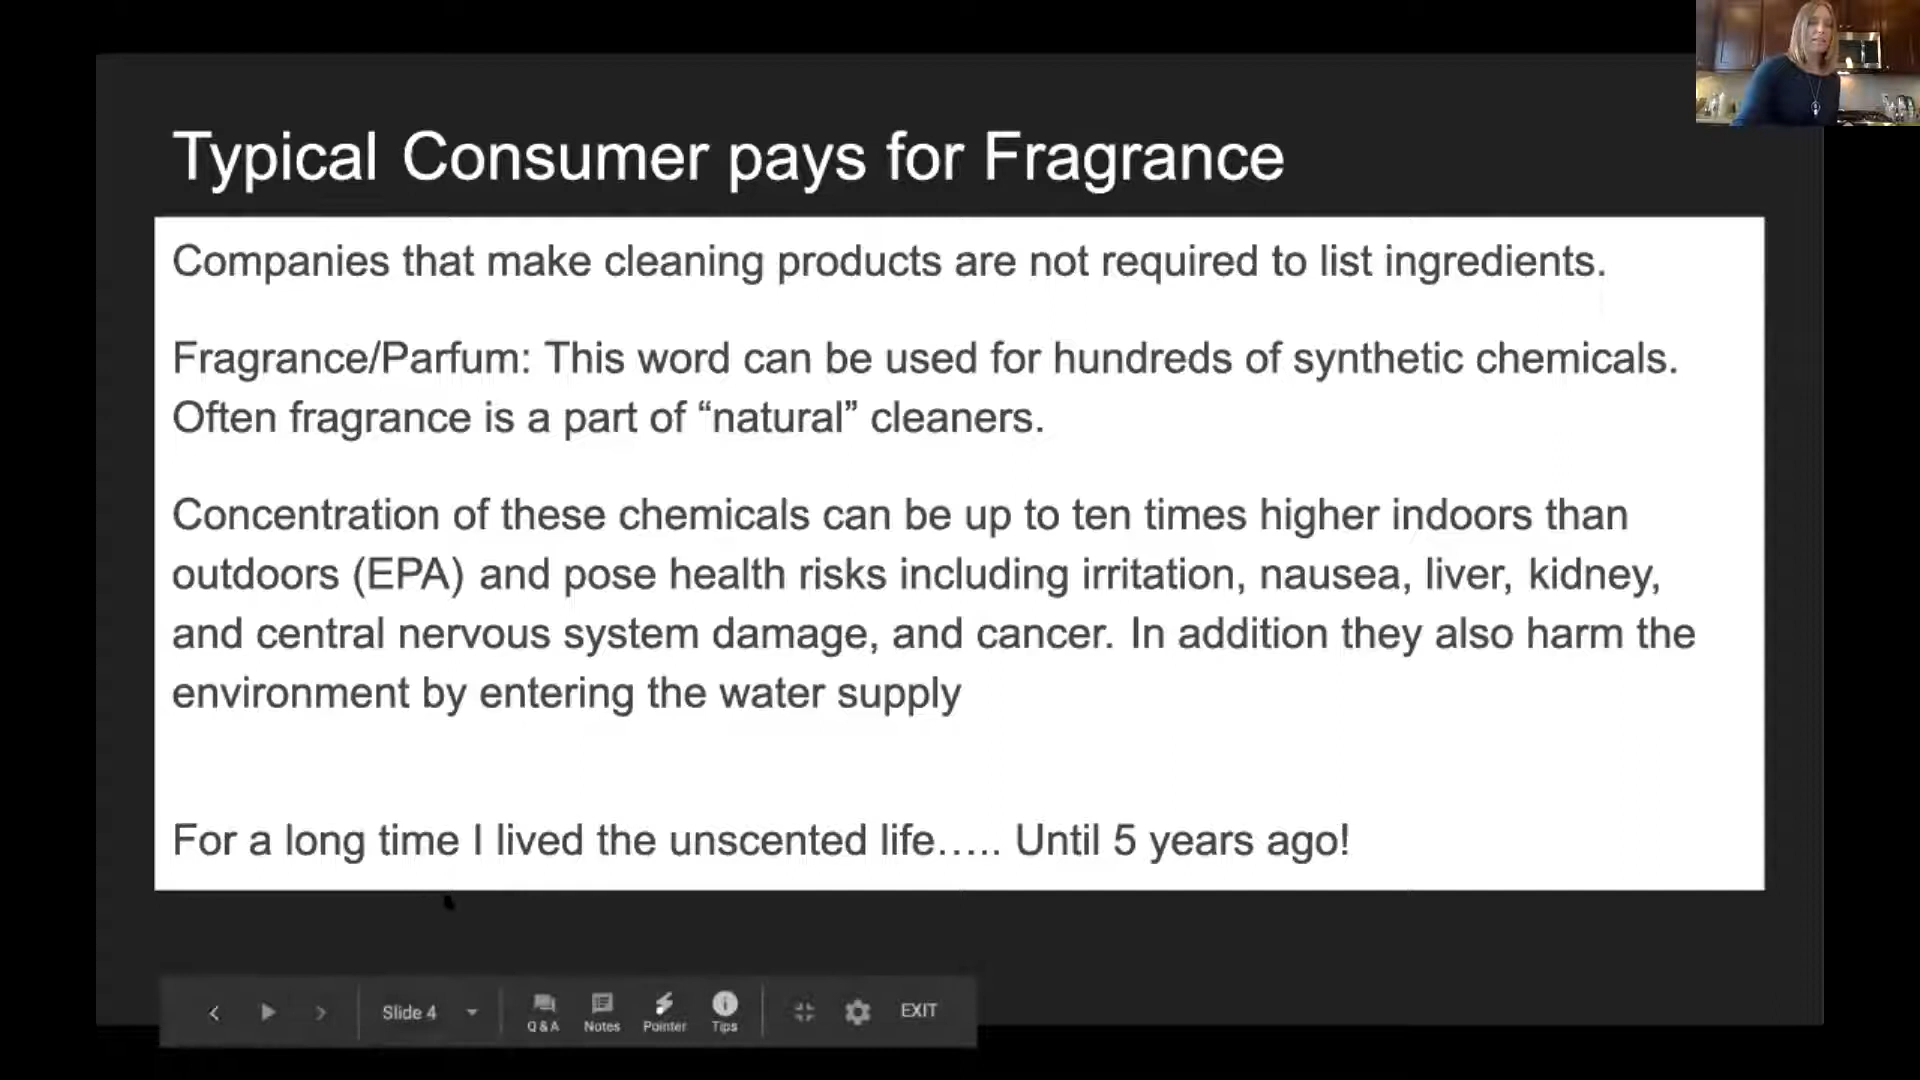 Typical Consumer pays for Fragrance
Companies that make cleaning products are not required to list ingredients.
Fragrance/Parfum: This word can be used for hundreds of synthetic chemicals.
Often fragrance is a part of “natural” cleaners.
Concentration of these chemicals can be up to ten times higher indoors than
outdoors (EPA) and pose health risks including irritation, nausea, liver, kidney,
and central nervous system damage, and cancer. In addition they also harm the
environment by entering the water supply
For a long time I lived the unscented life….. Until 5 years ago!
Slide 4
Q & A
Notes
Pointer
Tips
EXIT